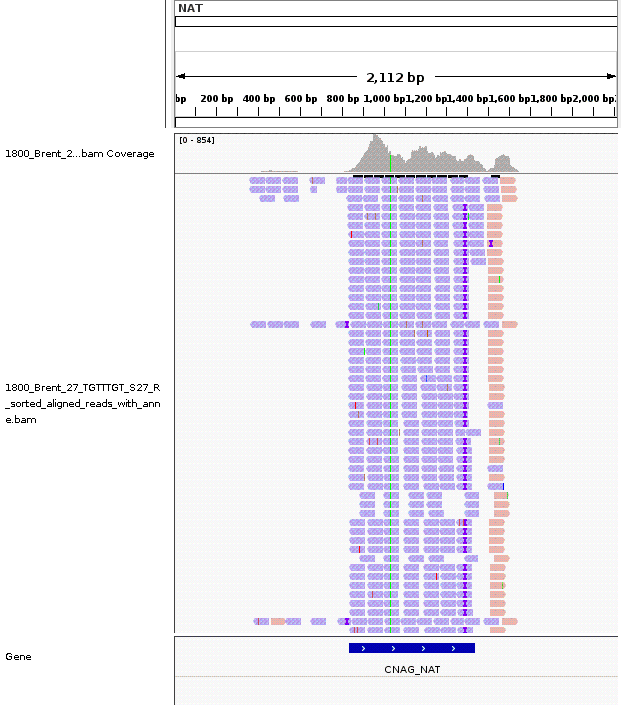 NAT
2,112 bp
bp 200 bp 400 bp 600 bp 800 bp 1,000 bp 1,200 bp 1,400 bp 1,600 bp 1,800 bp 2,000 bp
[0 - 854]
1800_Brent_2...bam Coverage
1800_Brent_27_TGTTTGT_S27_R
_sorted_aligned_reads_with_ann
e.bam
Gene
CNAG_NAT